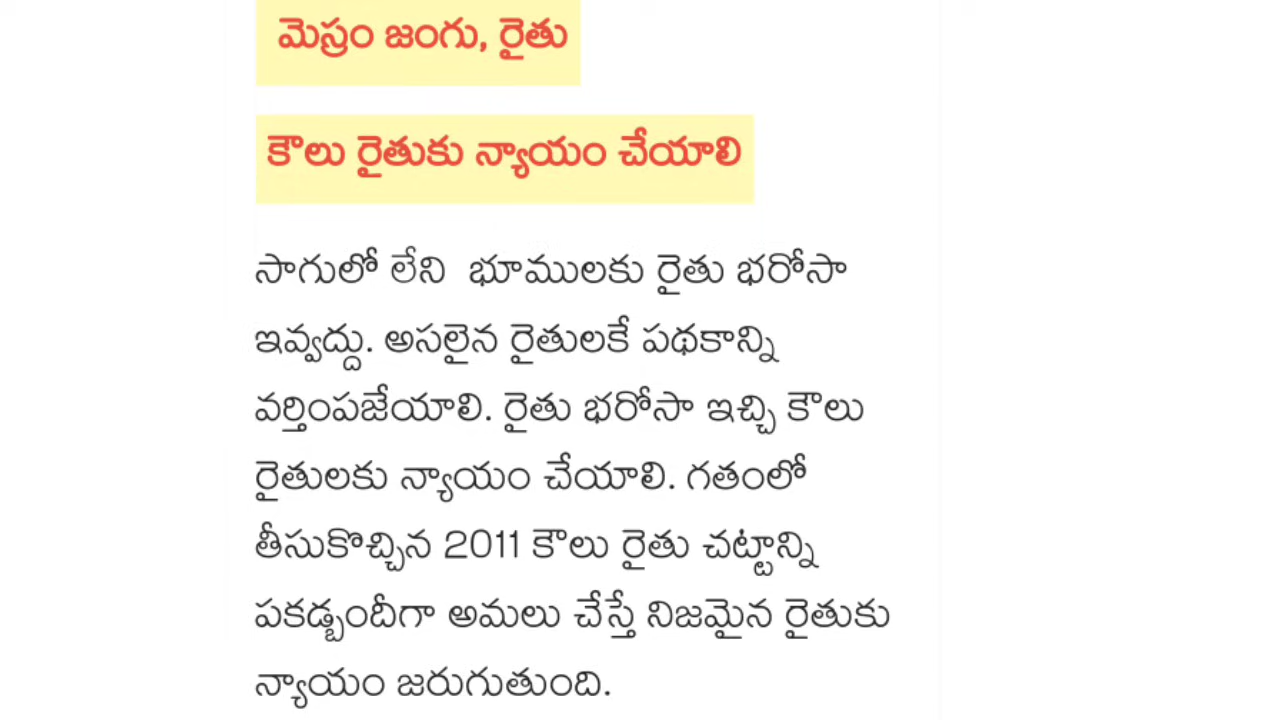 మెస్రం జంగు, రైతు
కౌలు రైతుకు న్యాయం చేయాలి
సాగులో లేని భూములకు రైతు భరోసా
ఇవ్వద్దు. అసలైన రైతులకే పథకాన్ని
వర్తింపజేయాలి. రైతు భరోసా ఇచ్చి కౌలు
రైతులకు న్యాయం చేయాలి. గతంలో
తీసుకొచ్చిన 2011 కౌలు రైతు చట్టాన్ని
పకడ్బందీగా అమలు చేస్తే నిజమైన రైతుకు
న్యాయం జరుగుతుంది.